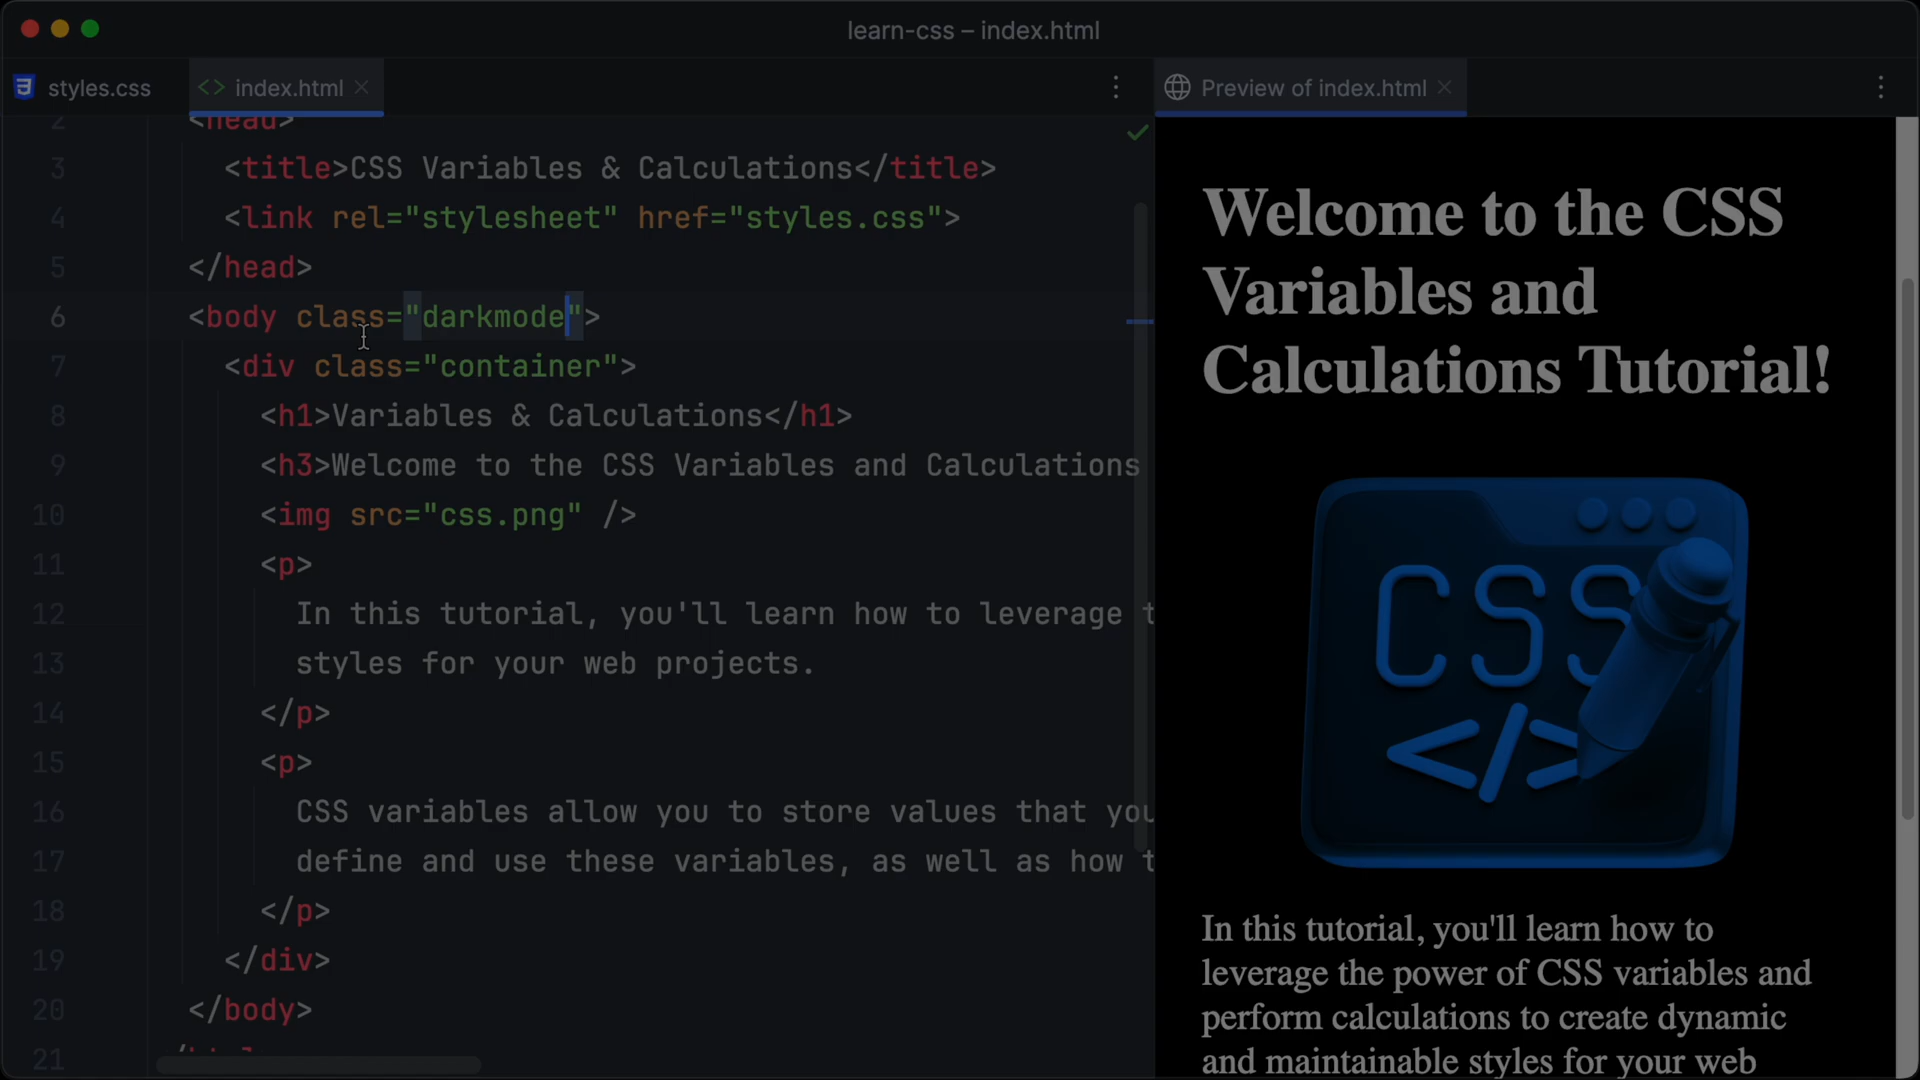 learn-css – index.html
styles.css
index.html
Preview of index.html
2 <head>
3 <title>CSS Variables & Calculations</title>
4 <link rel="stylesheet" href="styles.css">
5 </head>
6 <body class="darkmode">
7 <div class="container">
8 <h1>Variables & Calculations</h1>
9 <h3>Welcome to the CSS Variables and Calculations
10 <img src="css.png" />
11 <p>
12 In this tutorial, you'll learn how to leverage t
13 styles for your web projects.
14 </p>
15 <p>
16 CSS variables allow you to store values that you
17 define and use these variables, as well as how t
18 </p>
19 </div>
20 </body>
21
Welcome to the CSS
Variables and
Calculations Tutorial!
CSS
</>
In this tutorial, you'll learn how to
leverage the power of CSS variables and
perform calculations to create dynamic
and maintainable styles for your web